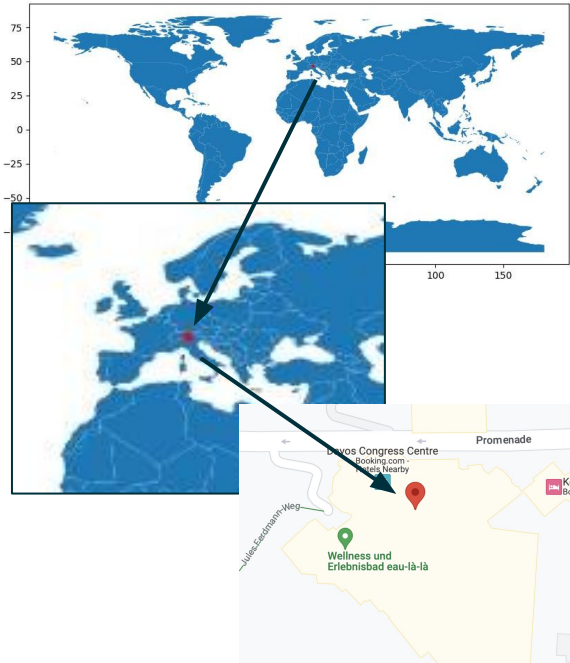 75
50
25
0
−25
−50
100
150
Promenade
Davos Congress Centre
Booking.com -
Hotels Nearby
Jules-Ferdmann-Weg
Wellness und
Erlebnisbad eau-là-là